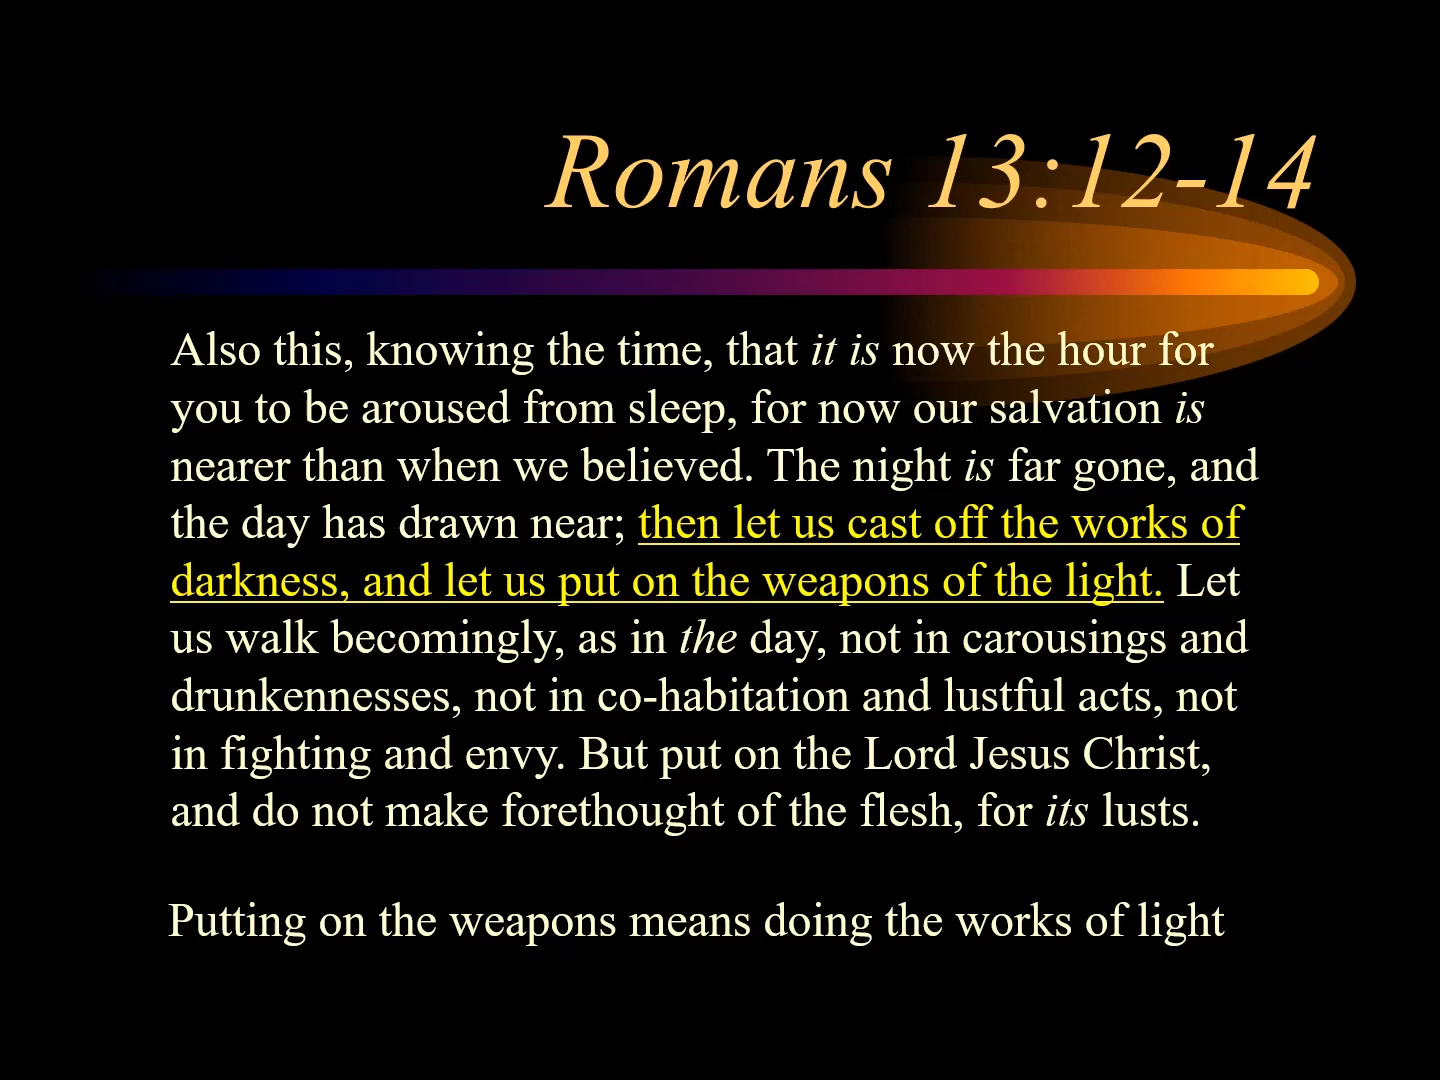 Romans 13:12-14
Also this, knowing the time, that it is now the hour for
you to be aroused from sleep, for now our salvation is
nearer than when we believed. The night is far gone, and
the day has drawn near; then let us cast off the works of
darkness, and let us put on the weapons of the light. Let
us walk becomingly, as in the day, not in carousings and
drunkennesses, not in co-habitation and lustful acts, not
in fighting and envy. But put on the Lord Jesus Christ,
and do not make forethought of the flesh, for its lusts.
Putting on the weapons means doing the works of light